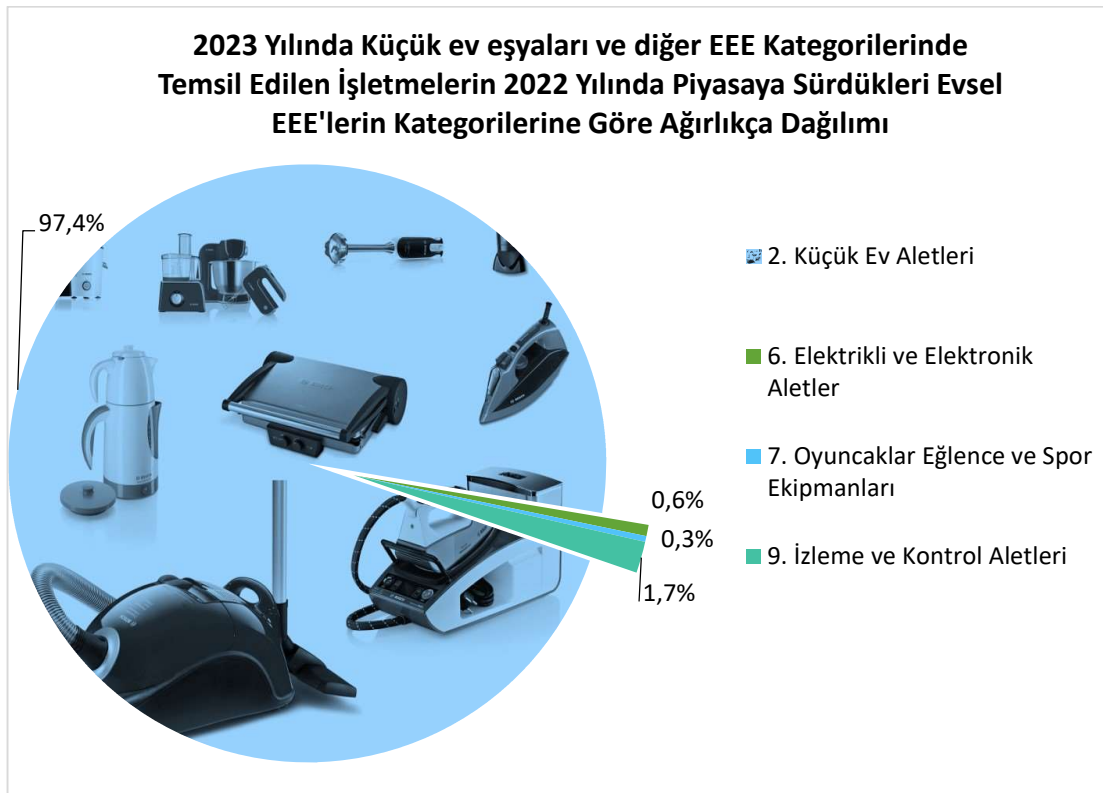 2023 Yılında Küçük ev eşyaları ve diğer EEE Kategorilerinde
Temsil Edilen İşletmelerin 2022 Yılında Piyasaya Sürdükleri Evsel
EEE'lerin Kategorilerine Göre Ağırlıkça Dağılımı
97,4%
2. Küçük Ev Aletleri
6. Elektrikli ve Elektronik
Aletler
7. Oyuncaklar Eğlence ve Spor
Ekipmanları
9. İzleme ve Kontrol Aletleri
0,6%
0,3%
1,7%